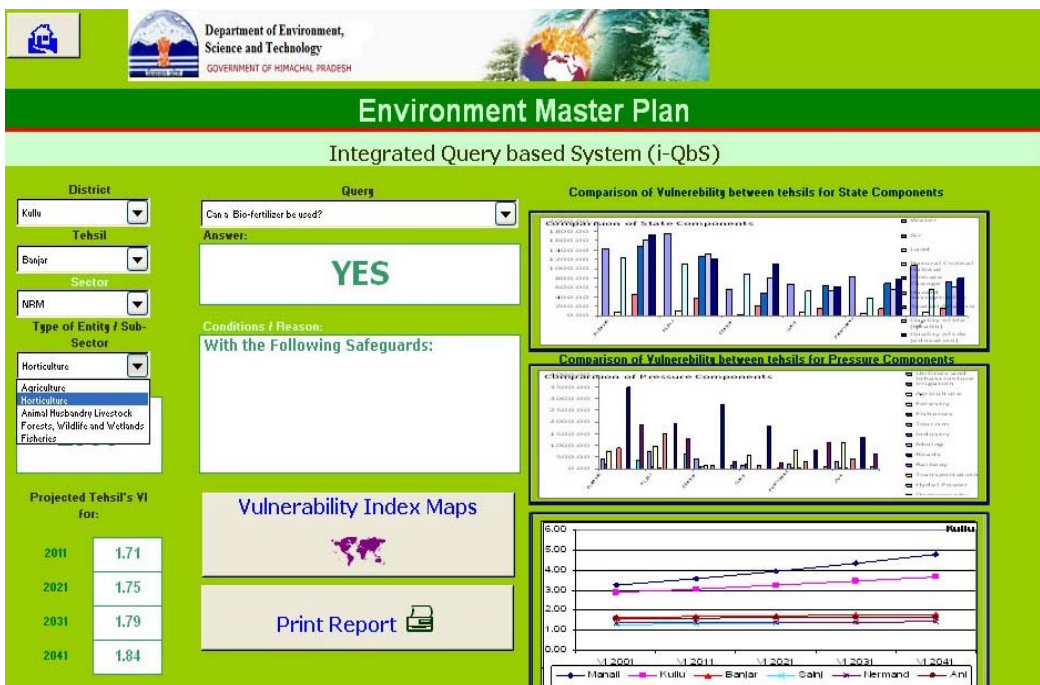 Department of Environment,
Science and Technology
GOVERNMENT OF HIMACHAL PRADESH
Environment Master Plan
Integrated Query based System (i-QbS)
District
Kullu
Tehsil
Banjar
Sector
NRM
Type of Entity / Sub-
Sector
Horticulture
Agriculture
Horticulture
Animal Husbandry Livestock
Forests, Wildlife and Wetlands
Fisheries
Projected Tehsil's VI
for:
2011 1.71
2021 1.75
2031 1.79
2041 1.84
Query
Can a Bio-fertilizer be used?
Answer:
YES
Conditions / Reason:
With the Following Safeguards:
Vulnerability Index Maps
Print Report
Comparison of Vulnerebility between tehsils for State Components
Comparison of State Components
Water
Air
Land
Comparison of Vulnerebility between tehsils for Pressure Components
Comparition of Pressure Components
Irrigation
Agriculture
Forestry
Fisheries
Tourism
Industry
Mining
Roads
Railway
Transportation
Hydel Power
Kullu
6.00
5.00
4.00
3.00
2.00
1.00
0.00
VI 2001 VI 2011 VI 2021 VI 2031 VI 2041
Manali Kullu Banjar Sainj Nermand Ani